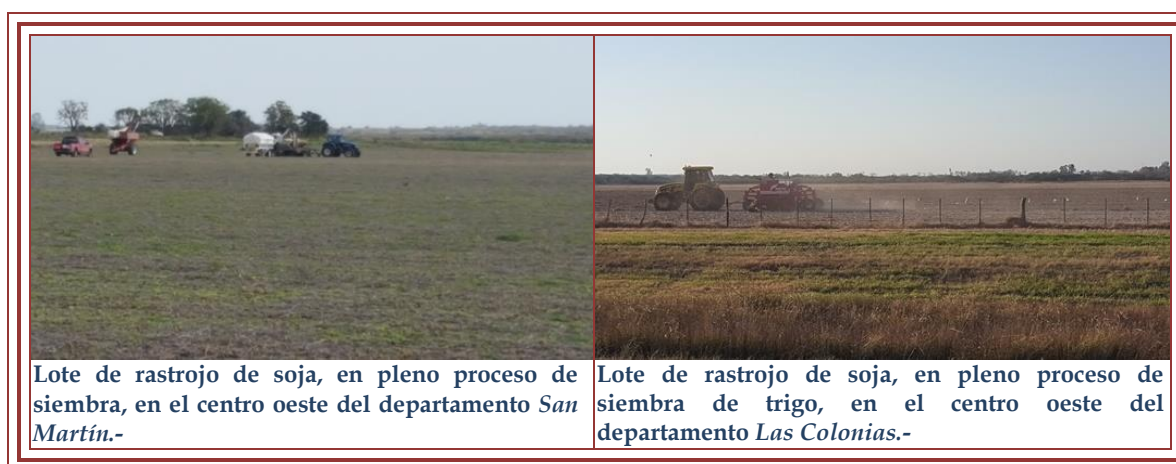 Lote de rastrojo de soja, en pleno proceso de
siembra, en el centro oeste del departamento San
Martín.-
Lote de rastrojo de soja, en pleno proceso de
siembra de trigo, en el centro oeste del
departamento Las Colonias.-